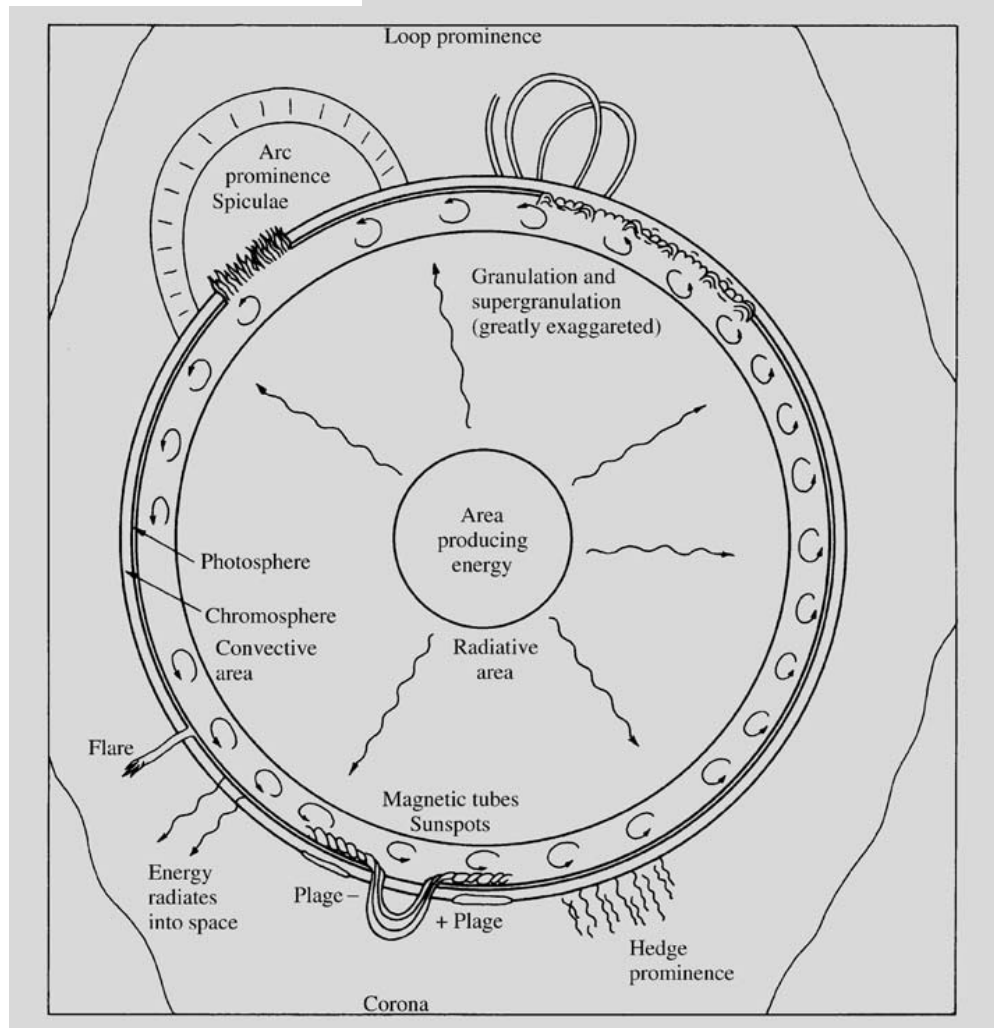 Loop prominence
Arc
prominence
Spiculae
Granulation and
supergranulation
(greatly exaggareted)
Area
producing
energy
Photosphere
Chromosphere
Convective
area
Radiative
area
Flare
Magnetic tubes
Sunspots
Energy
radiates
into space
Plage –
+ Plage
Hedge
prominence
Corona